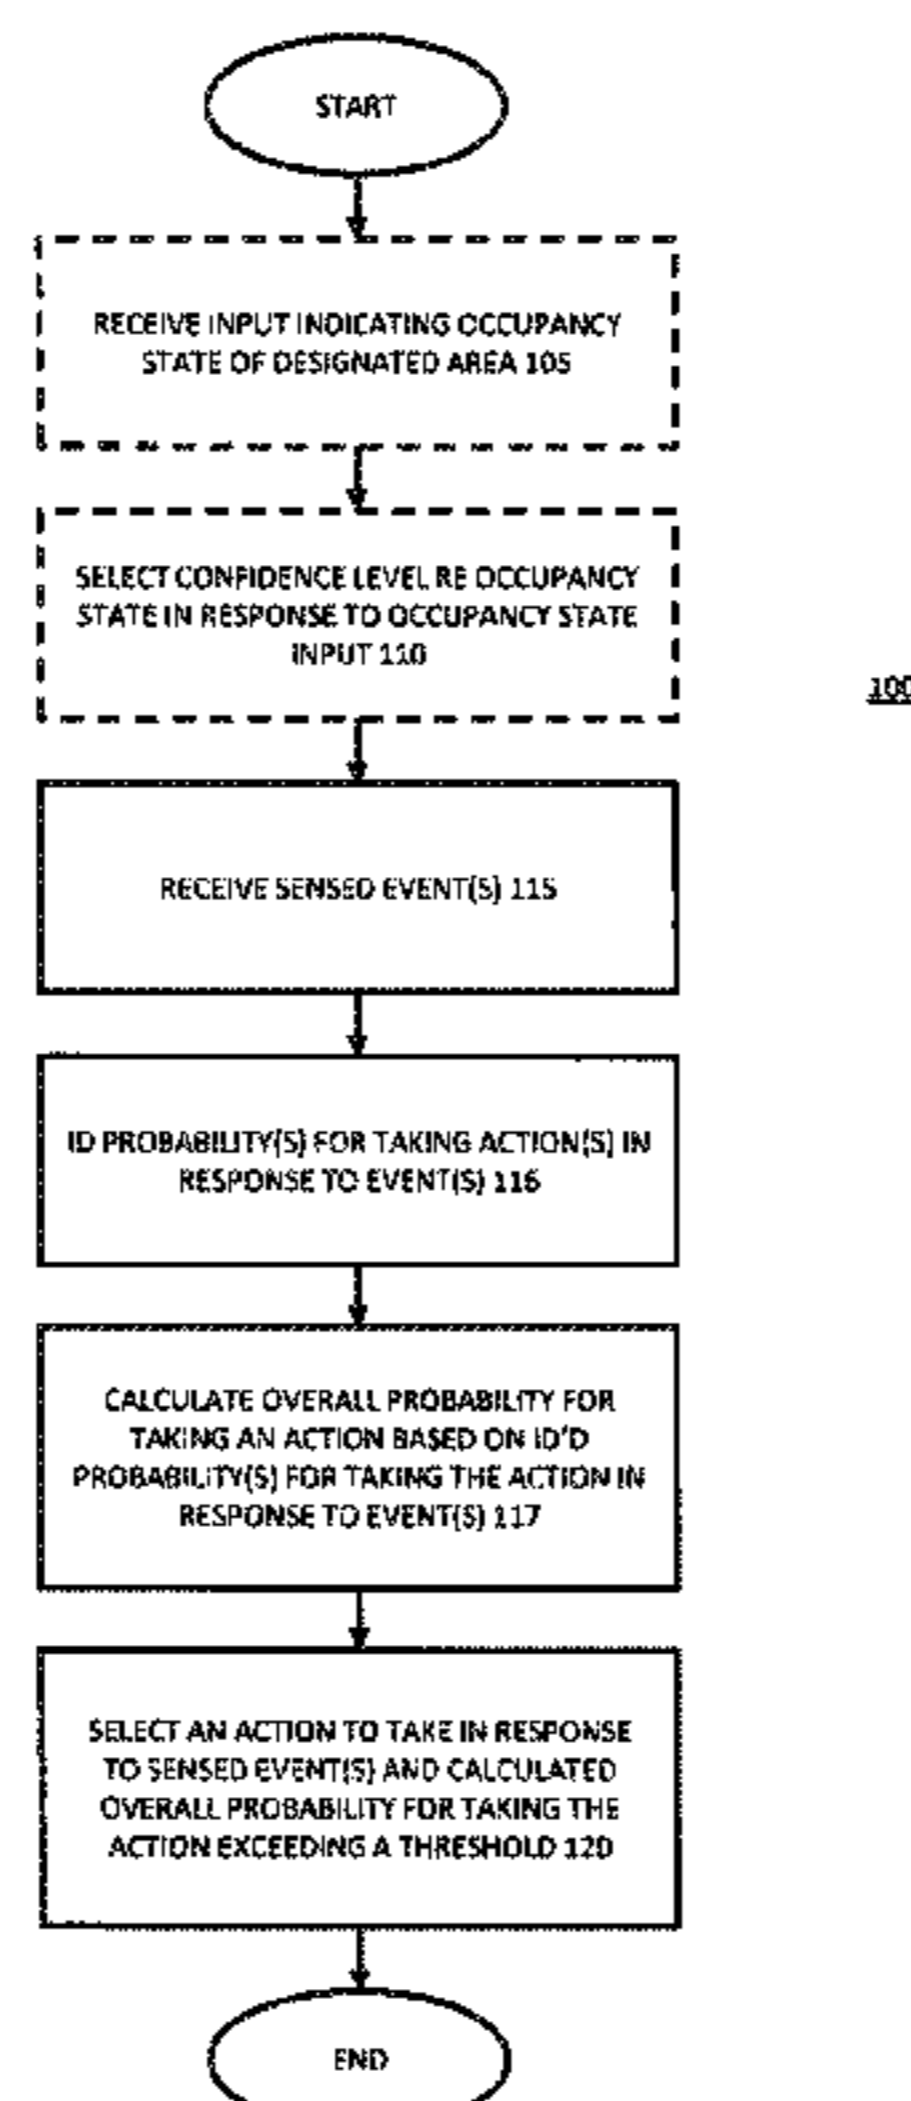 START
RECEIVE INPUT INDICATING OCCUPANCY
STATE OF DESIGNATED AREA 105
SELECT CONFIDENCE LEVEL RE OCCUPANCY
STATE IN RESPONSE TO OCCUPANCY STATE
INPUT 110
100
RECEIVE SENSED EVENT(S) 115
ID PROBABILITY(S) FOR TAKING ACTION(S) IN
RESPONSE TO EVENT(S) 116
CALCULATE OVERALL PROBABILITY FOR
TAKING AN ACTION BASED ON ID'D
PROBABILITY(S) FOR TAKING THE ACTION IN
RESPONSE TO EVENT(S) 117
SELECT AN ACTION TO TAKE IN RESPONSE
TO SENSED EVENT(S) AND CALCULATED
OVERALL PROBABILITY FOR TAKING THE
ACTION EXCEEDING A THRESHOLD 120
END